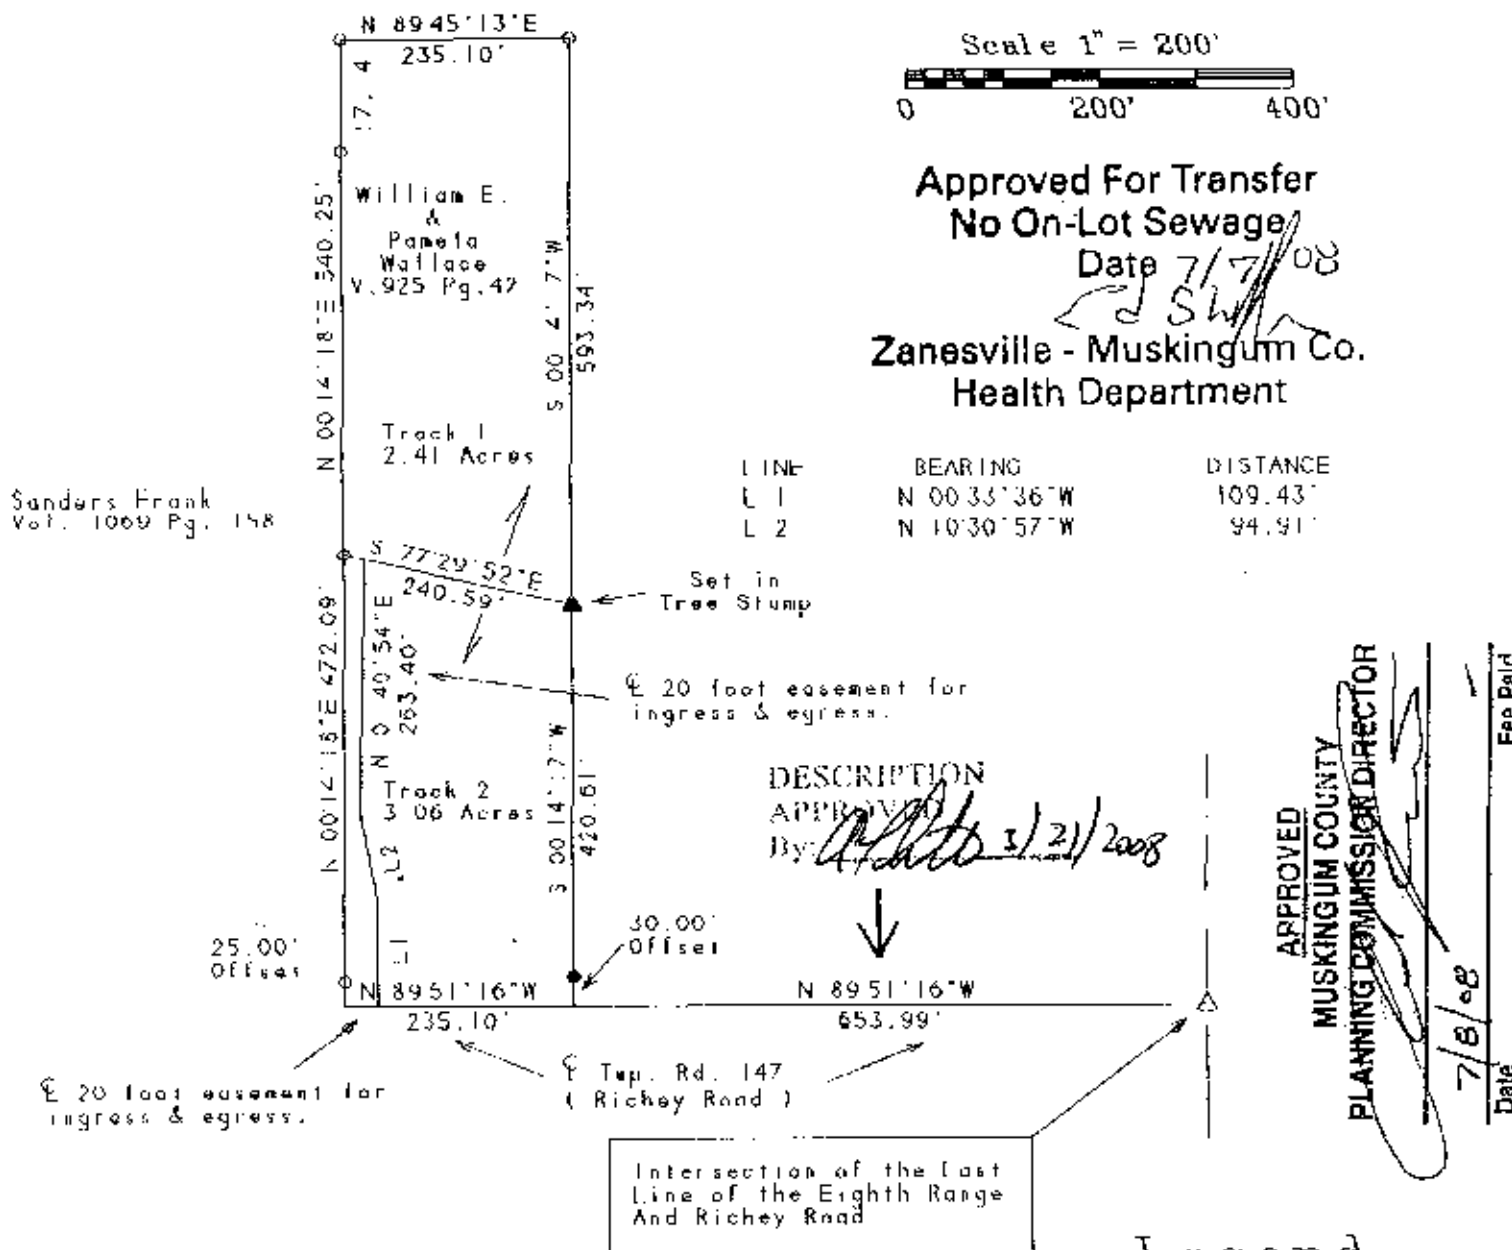 N 89 45'13"E
235.10'
Scale 1" = 200'
0 200' 400'
17. 4
Approved For Transfer
No On-Lot Sewage
Date 7/7/08
Zanesville - Muskingum Co.
Health Department
William E.
&
Pamela
Wallace
V.925 Pg.47
N 00 14'18"E 540.25'
S 00 4' 7"W
593.34'
Track 1
2.41 Acres
LINE BEARING DISTANCE
L 1 N 00 33'36"W 109.43'
L 2 N 10 30'57"W 94.91'
Sanders Frank
Vol. 1069 Pg. 158
S 77 29'52"E
240.59'
Set in
Tree Stump
N 00 14'18"E 472.09'
N 0 40'54"E
263.40'
℄ 20 foot easement for
ingress & egress.
Track 2
3 06 Acres
S 00 14'17"W
420.61'
DESCRIPTION
APPROVED
By: 2008
APPROVED
MUSKINGUM COUNTY
PLANNING COMMISSION DIRECTOR
7/8/08
Date Fee Paid
L2
L1
25.00'
Offset
30.00'
Offset
N 89 51'16"W
235.10'
N 89 51'16"W
653.99'
℄ 20 foot easement for
ingress & egress.
℄ Twp. Rd. 147
( Richey Road )
Intersection of the East
Line of the Eighth Range
And Richey Road